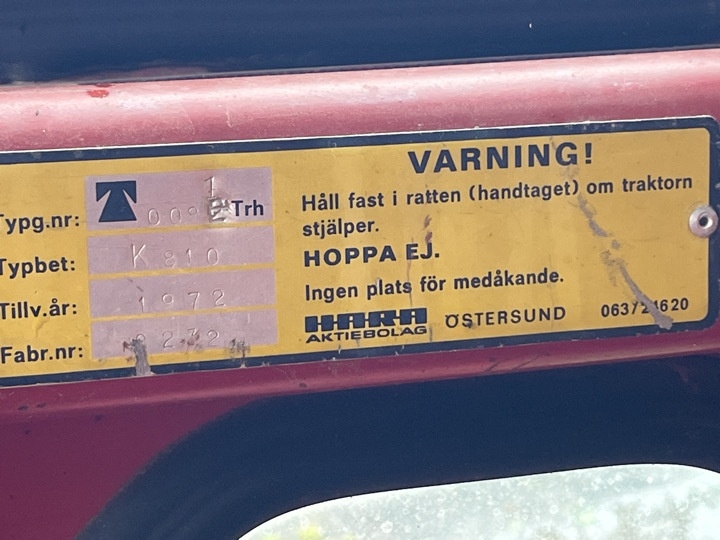 VARNING!
Håll fast i ratten (handtaget) om traktorn
stjälper.
HOPPA EJ.
Ingen plats för medåkande.
HARA
AKTIEBOLAG
ÖSTERSUND
Typg.nr:
Trh
Typbet: K 810
Tillv.år: 1972
Fabr.nr: